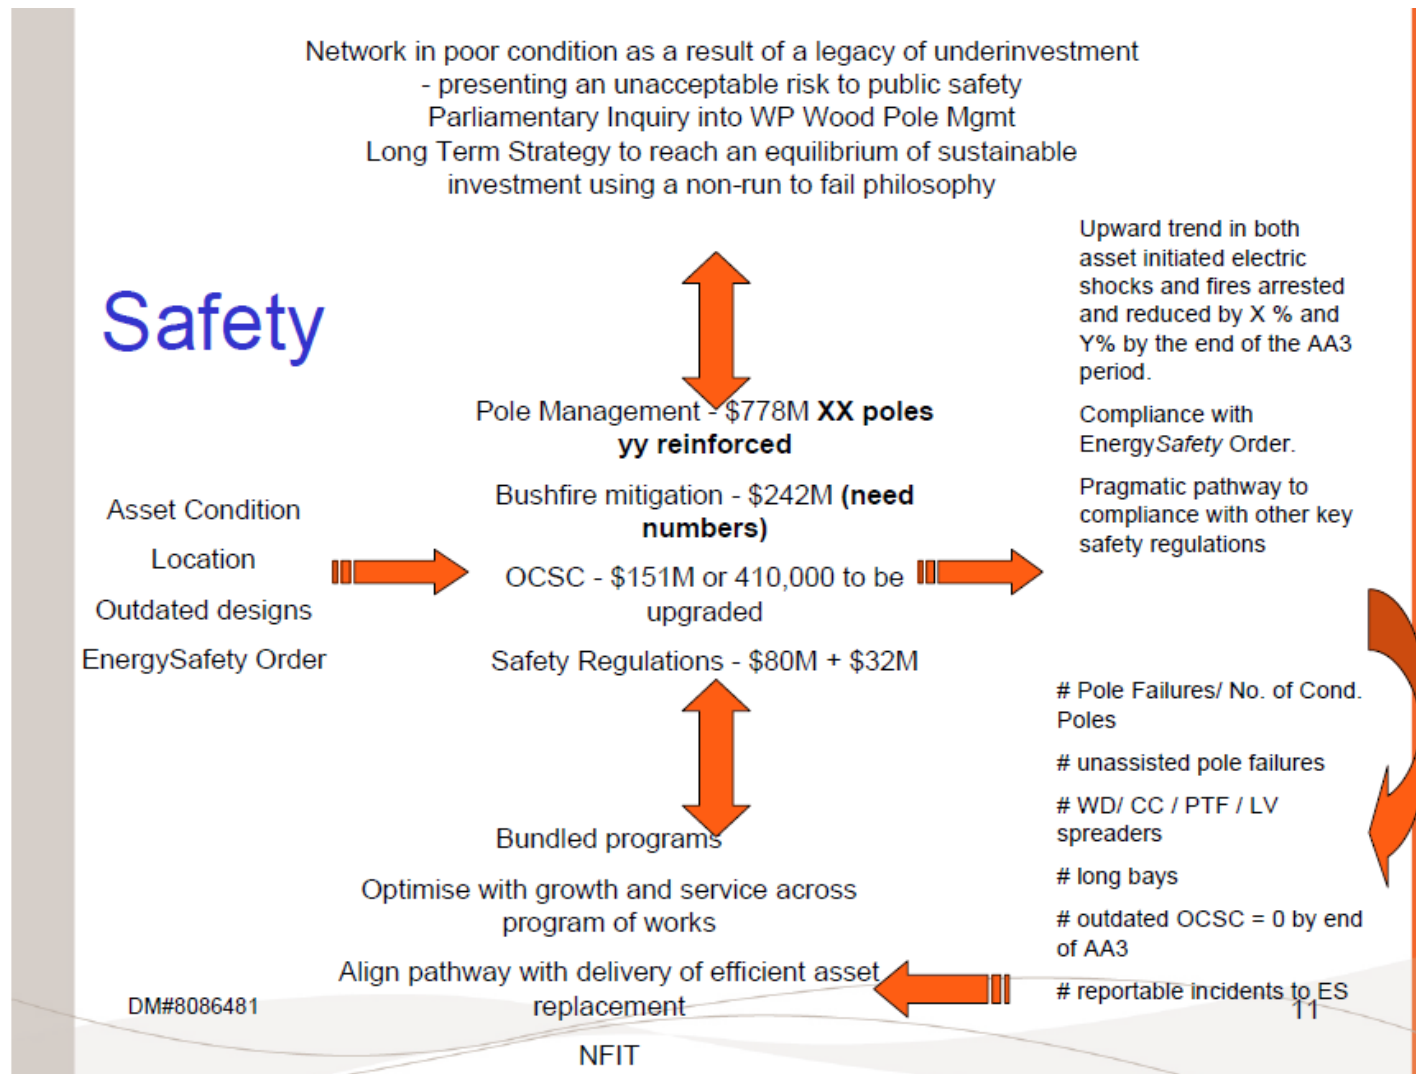 Network in poor condition as a result of a legacy of underinvestment
- presenting an unacceptable risk to public safety
Parliamentary Inquiry into WP Wood Pole Mgmt
Long Term Strategy to reach an equilibrium of sustainable
investment using a non-run to fail philosophy
Safety
Asset Condition
Location
Outdated designs
EnergySafety Order
Pole Management - $778M XX poles
yy reinforced
Bushfire mitigation - $242M (need
numbers)
OCSC - $151M or 410,000 to be
upgraded
Safety Regulations - $80M + $32M
Upward trend in both
asset initiated electric
shocks and fires arrested
and reduced by X % and
Y% by the end of the AA3
period.
Compliance with
EnergySafety Order.
Pragmatic pathway to
compliance with other key
safety regulations
# Pole Failures/ No. of Cond.
Poles
# unassisted pole failures
# WD/ CC / PTF / LV
spreaders
# long bays
# outdated OCSC = 0 by end
of AA3
# reportable incidents to ES
Bundled programs
Optimise with growth and service across
program of works
Align pathway with delivery of efficient asset
replacement
NFIT
DM#8086481
11